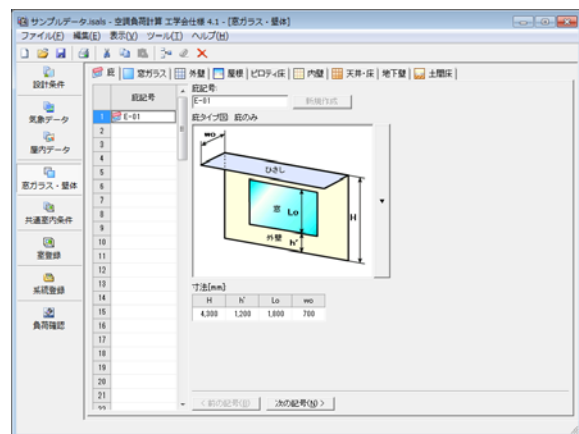 サンプルデータ.isals - 空調負荷計算 工学会仕様 4.1 - [窓ガラス・壁体]
ファイル(F) 編集(E) 表示(V) ツール(T) ヘルプ(H)
設計条件
気象データ
屋内データ
窓ガラス・壁体
共通室内条件
室登録
系統登録
負荷確認
庇 窓ガラス 外壁 屋根 ピロティ床 内壁 天井・床 地下壁 土間床
庇記号
1 E-01
2
3
4
5
6
7
8
9
10
11
12
13
14
15
16
17
18
19
20
21
22
庇記号:
E-01 新規作成
庇タイプ図 庇のみ
wo
ひさし
窓 Lo
H
外壁 h'
寸法[mm]
H h' Lo wo
4,000 1,200 1,800 700
< 前の記号(B) 次の記号(N) >